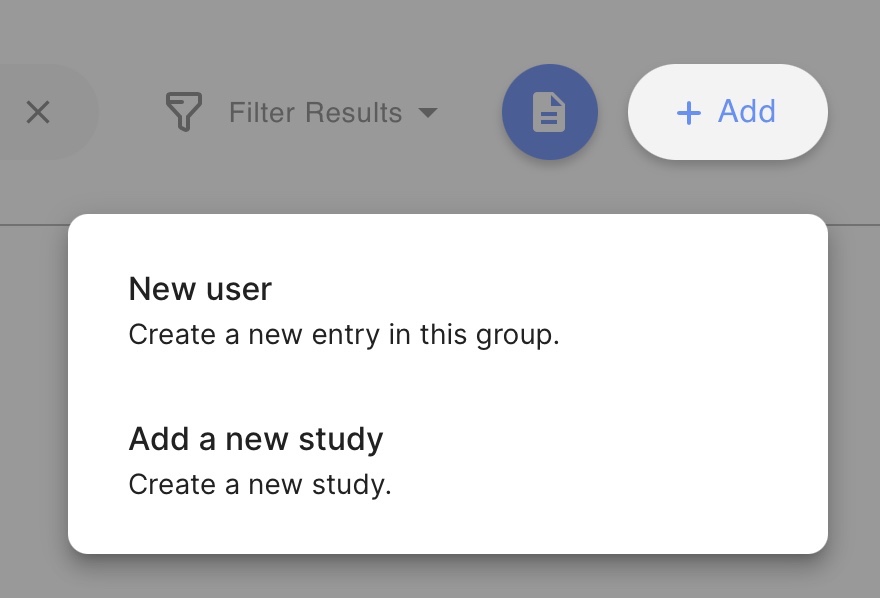 Filter Results
Add
New user
Create a new entry in this group.
Add a new study
Create a new study.